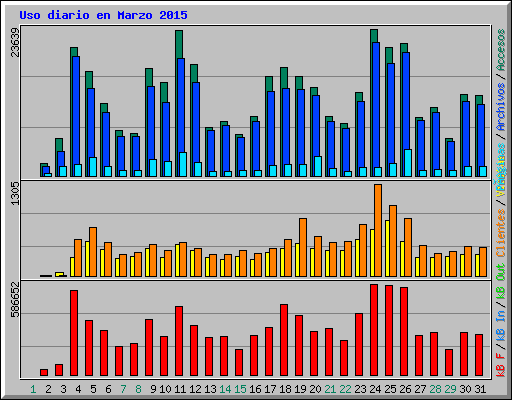 Uso diario en Marzo 2015
23639
1305
586652
Accesos / Archivos / Páginas
Clientes / Visitas
kB F / kB In / kB Out
1 2 3 4 5 6 7 8 9 10 11 12 13 14 15 16 17 18 19 20 21 22 23 24 25 26 27 28 29 30 31